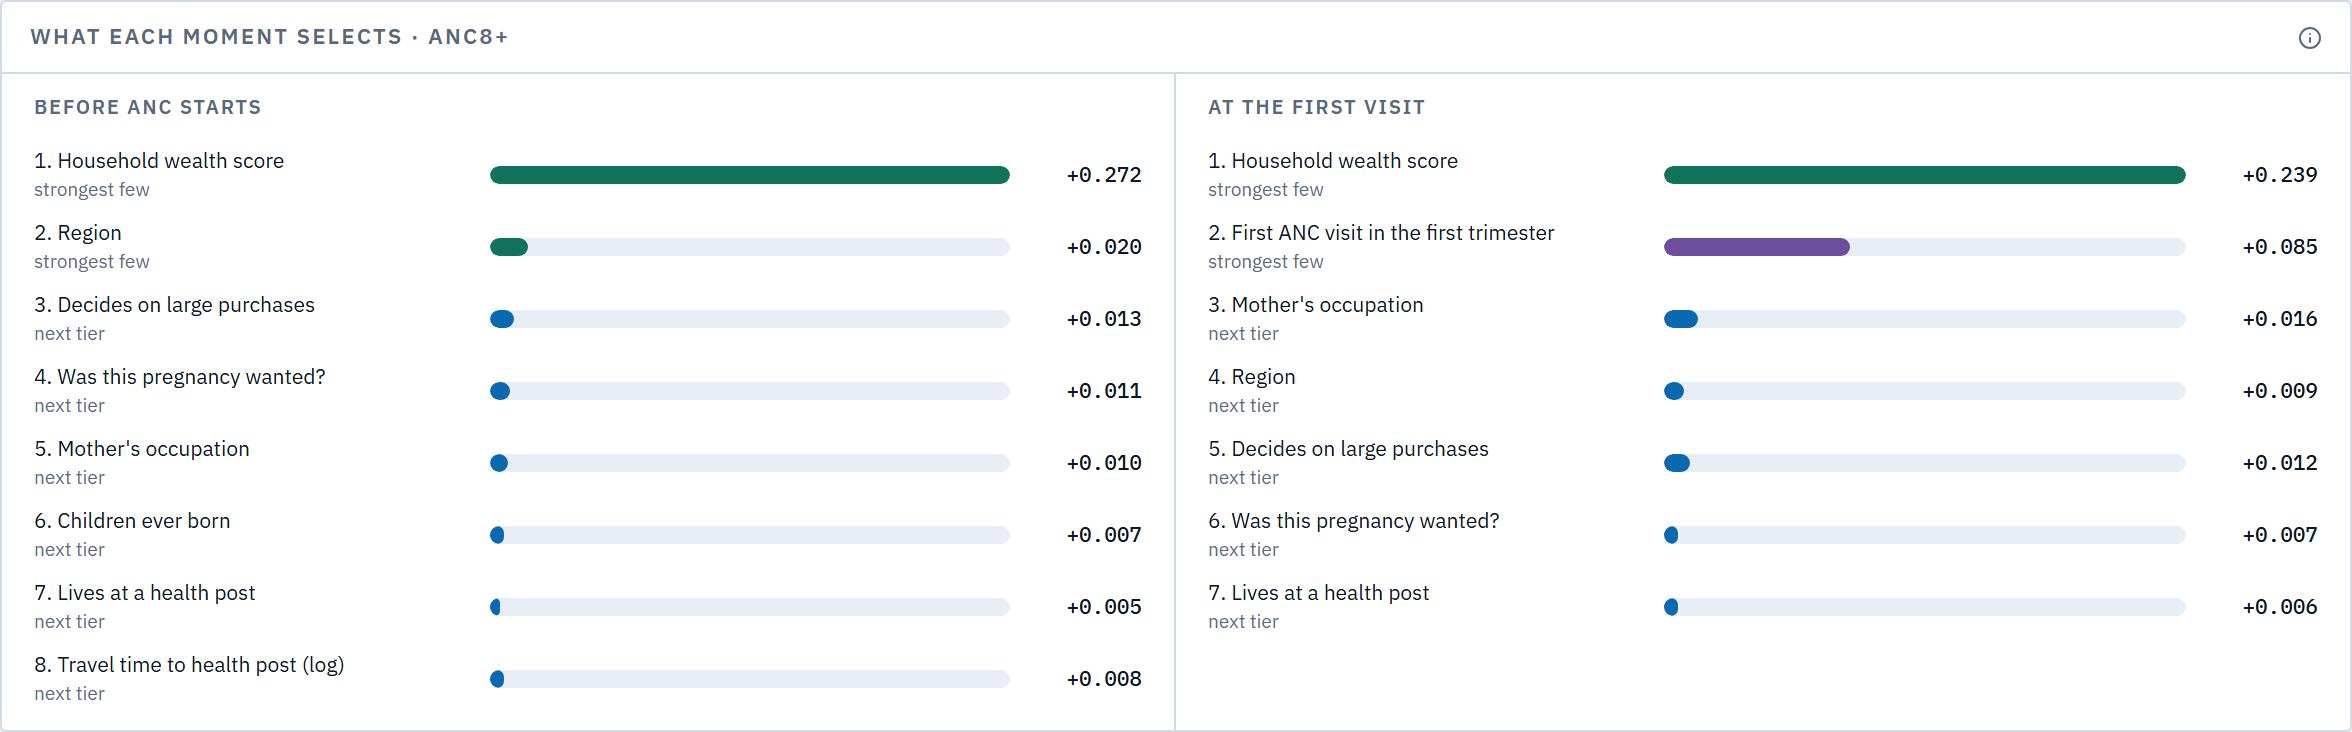 WHAT EACH MOMENT SELECTS · ANC8+
BEFORE ANC STARTS
1. Household wealth score
strongest few
+0.272
2. Region
strongest few
+0.020
3. Decides on large purchases
next tier
+0.013
4. Was this pregnancy wanted?
next tier
+0.011
5. Mother's occupation
next tier
+0.010
6. Children ever born
next tier
+0.007
7. Lives at a health post
next tier
+0.005
8. Travel time to health post (log)
next tier
+0.008
AT THE FIRST VISIT
1. Household wealth score
strongest few
+0.239
2. First ANC visit in the first trimester
strongest few
+0.085
3. Mother's occupation
next tier
+0.016
4. Region
next tier
+0.009
5. Decides on large purchases
next tier
+0.012
6. Was this pregnancy wanted?
next tier
+0.007
7. Lives at a health post
next tier
+0.006